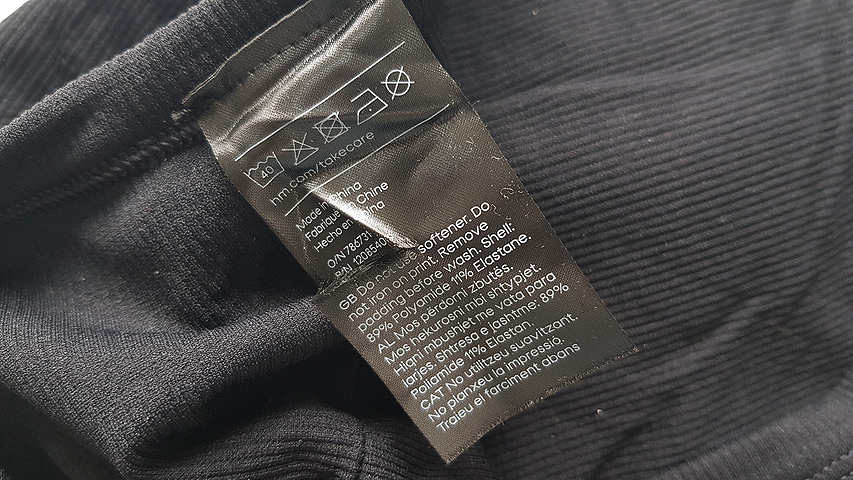 40
hm.com/takecare
Made in China
Fabriqué en Chine
Hecho en China
O/N 786731
P/N 1208540
GB Do not use softener. Do
not iron on print. Remove
padding before wash. Shell:
89% Polyamide 11% Elastane.
AL Mos përdorni zbutës.
Mos hekurosni mbi shtypjet.
Hiqni mbushjet me vata para
larjes. Shtresa e jashtme: 89%
Poliamide 11% Elastan.
CAT No utilitzeu suavitzant.
No planxeu la impressió.
Traieu el farciment abans